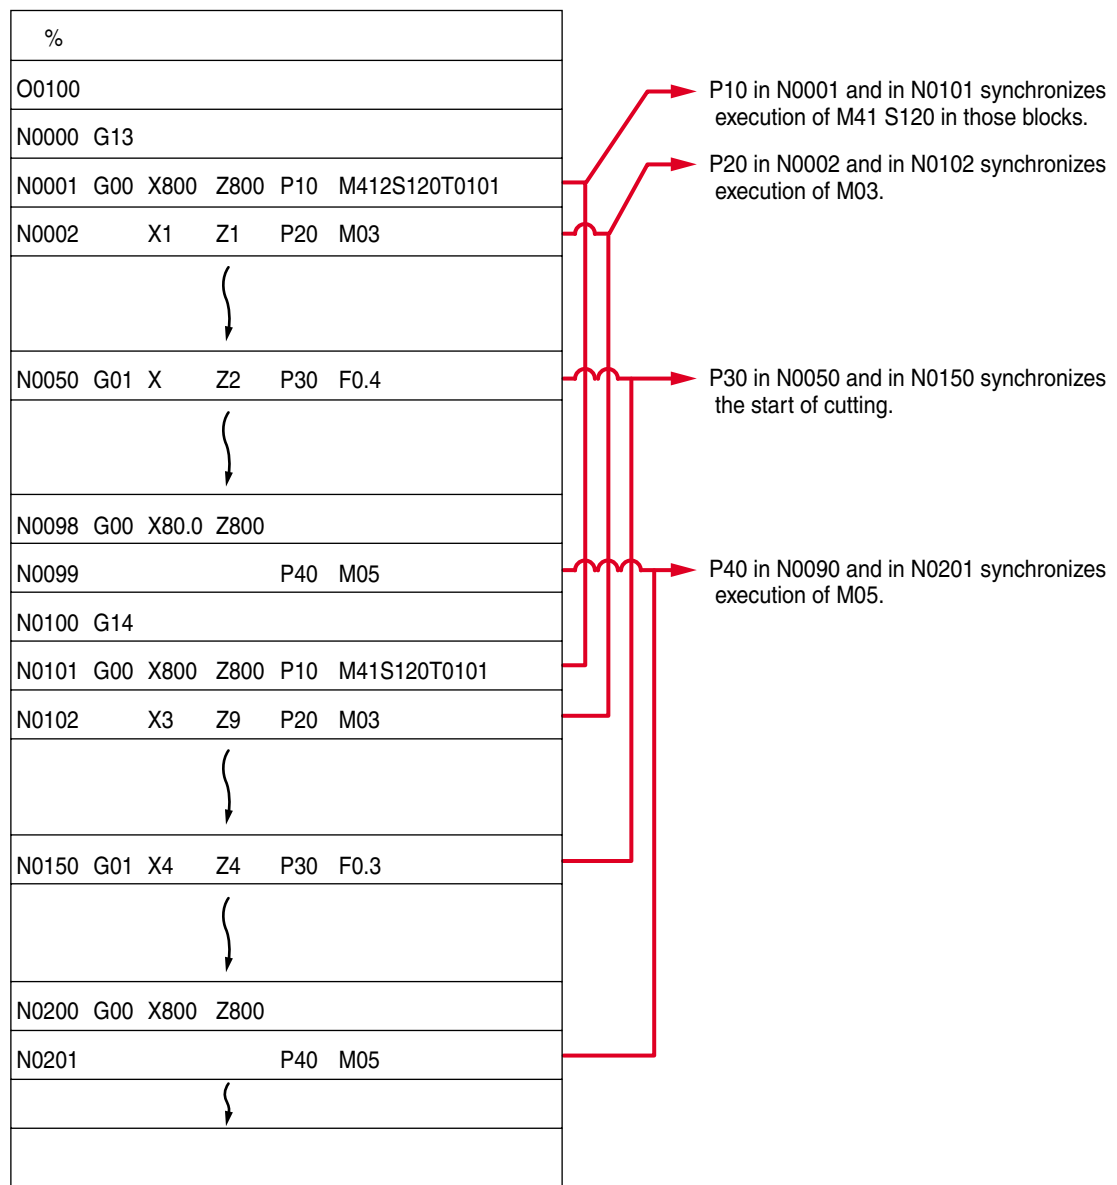 %
O0100
N0000 G13
N0001 G00 X800 Z800 P10 M412S120T0101
N0002 X1 Z1 P20 M03
N0050 G01 X Z2 P30 F0.4
N0098 G00 X80.0 Z800
N0099 P40 M05
N0100 G14
N0101 G00 X800 Z800 P10 M41S120T0101
N0102 X3 Z9 P20 M03
N0150 G01 X4 Z4 P30 F0.3
N0200 G00 X800 Z800
N0201 P40 M05
P10 in N0001 and in N0101 synchronizes
execution of M41 S120 in those blocks.
P20 in N0002 and in N0102 synchronizes
execution of M03.
P30 in N0050 and in N0150 synchronizes
the start of cutting.
P40 in N0090 and in N0201 synchronizes
execution of M05.